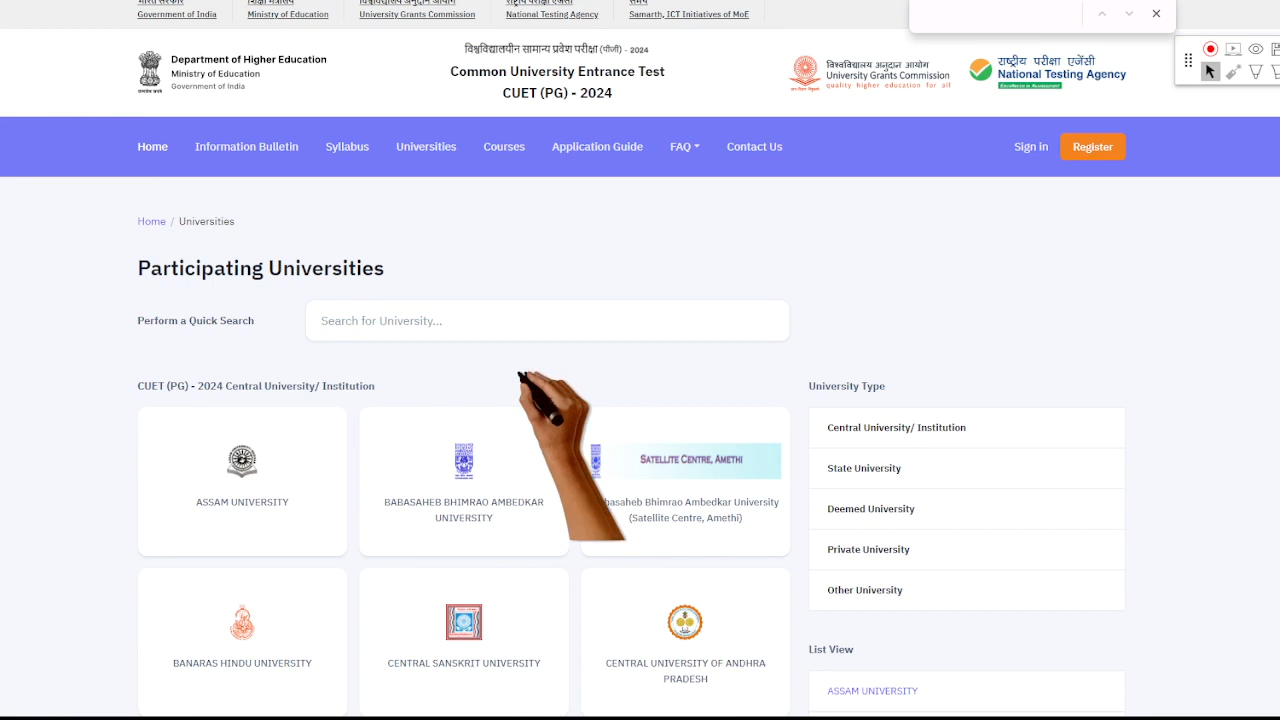 Government of India
Ministry of Education
University Grants Commission
National Testing Agency
Samarth, ICT Initiatives of MoE
Department of Higher Education
Ministry of Education
Government of India
विश्वविद्यालयीन सामान्य प्रवेश परीक्षा (पीजी) - 2024
Common University Entrance Test
CUET (PG) - 2024
विश्वविद्यालय अनुदान आयोग
University Grants Commission
quality higher education for all
राष्ट्रीय परीक्षा एजेंसी
National Testing Agency
Excellence in Assessment
Home
Information Bulletin
Syllabus
Universities
Courses
Application Guide
FAQ
Contact Us
Sign in
Register
Home / Universities
Participating Universities
Perform a Quick Search
Search for University...
CUET (PG) - 2024 Central University/ Institution
ASSAM UNIVERSITY
BABASAHEB BHIMRAO AMBEDKAR
UNIVERSITY
SATELLITE CENTRE, AMETHI
basaheb Bhimrao Ambedkar University
(Satellite Centre, Amethi)
BANARAS HINDU UNIVERSITY
CENTRAL SANSKRIT UNIVERSITY
CENTRAL UNIVERSITY OF ANDHRA
PRADESH
University Type
Central University/ Institution
State University
Deemed University
Private University
Other University
List View
ASSAM UNIVERSITY